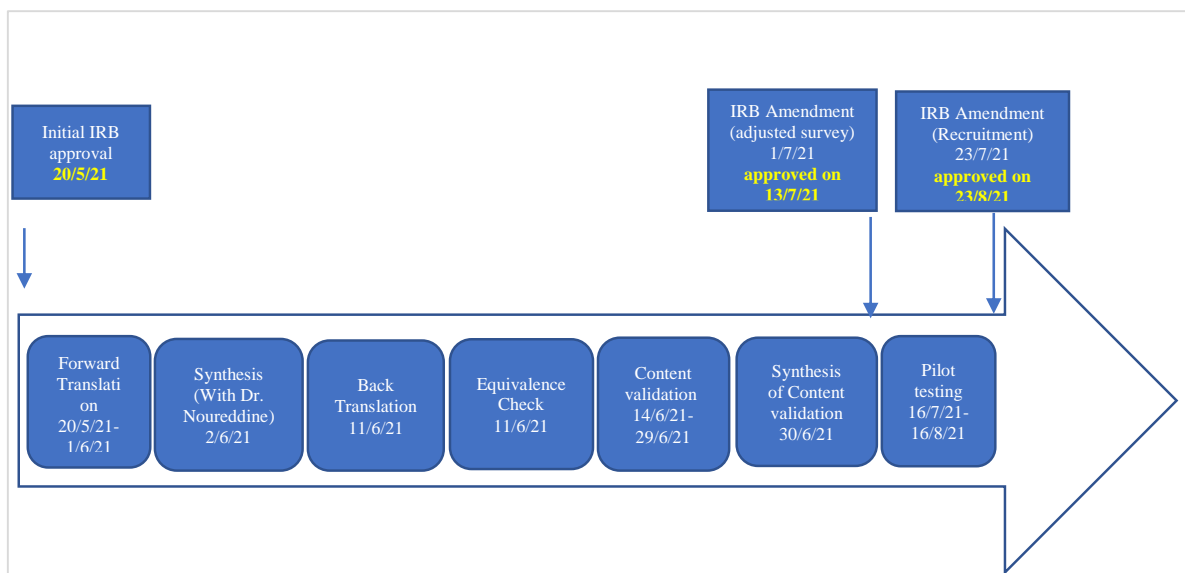 Initial IRB
approval
20/5/21
IRB Amendment
(adjusted survey)
1/7/21
approved on
13/7/21
IRB Amendment
(Recruitment)
23/7/21
approved on
23/8/21
Forward
Translati
on
20/5/21-
1/6/21
Synthesis
(With Dr.
Noureddine)
2/6/21
Back
Translation
11/6/21
Equivalence
Check
11/6/21
Content
validation
14/6/21-
29/6/21
Synthesis
of Content
validation
30/6/21
Pilot
testing
16/7/21-
16/8/21